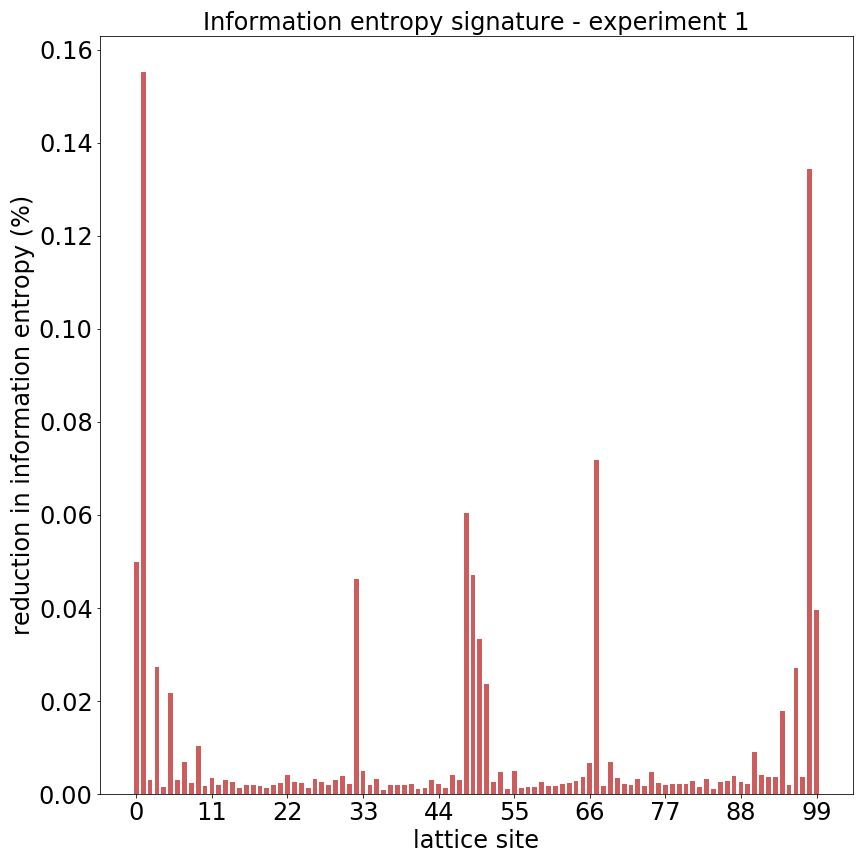 Information entropy signature - experiment 1
reduction in information entropy (%)
0.16
0.14
0.12
0.10
0.08
0.06
0.04
0.02
0.00
0 11 22 33 44 55 66 77 88 99
lattice site